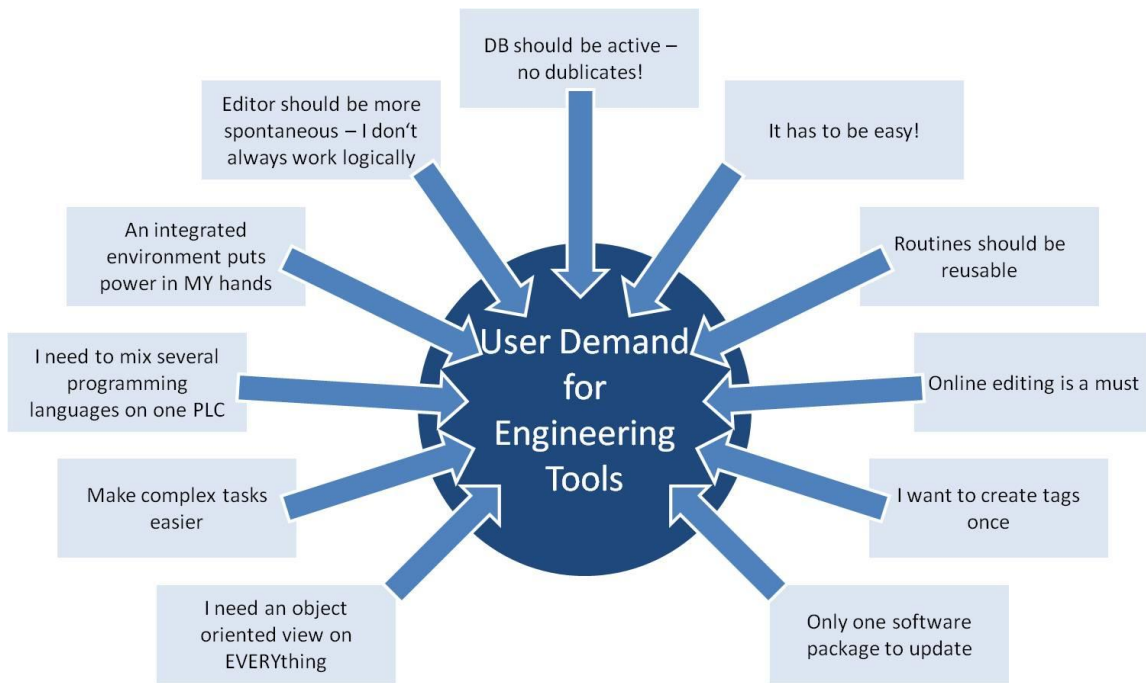 DB should be active –
no dublicates!
Editor should be more
spontaneous – I don‘t
always work logically
It has to be easy!
An integrated
environment puts
power in MY hands
Routines should be
reusable
I need to mix several
programming
languages on one PLC
User Demand
for
Engineering
Tools
Online editing is a must
Make complex tasks
easier
I want to create tags
once
I need an object
oriented view on
EVERYthing
Only one software
package to update